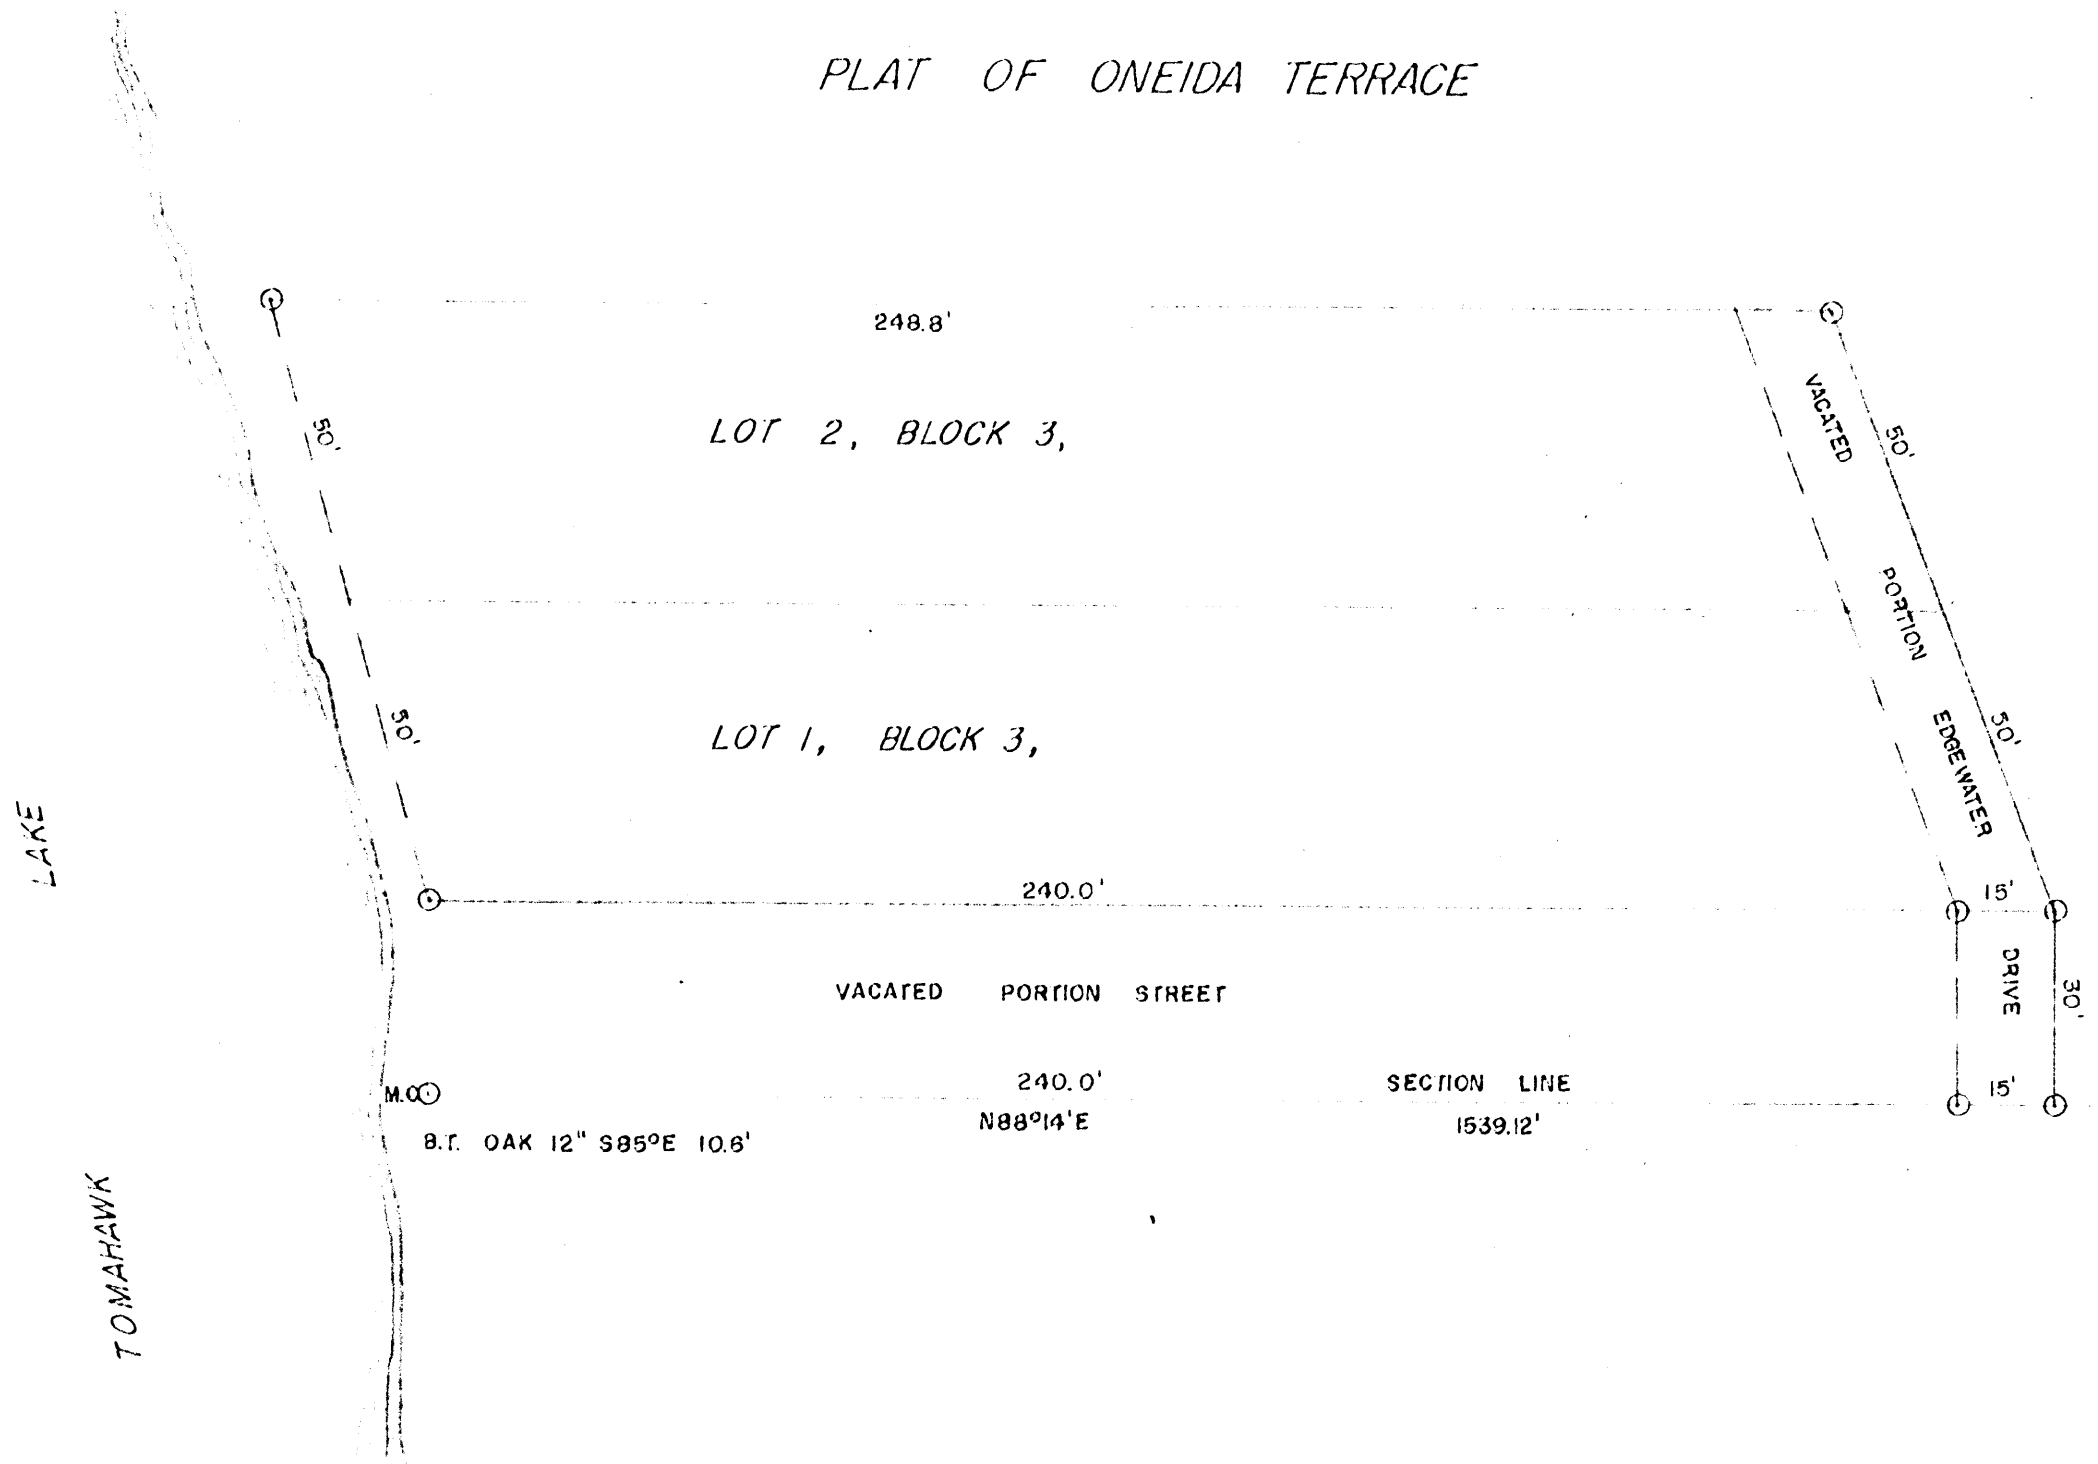 PLAT OF ONEIDA TERRACE
248.8'
50'
LOT 2, BLOCK 3,
VACATED
50'
PORTION
50'
LOT 1, BLOCK 3,
EDGEWATER
50'
LAKE
240.0'
15'
VACATED PORTION STREET
DRIVE
30'
M.C
240.0'
SECTION LINE
15'
N88°14'E
1539.12'
B.T. OAK 12" S85°E 10.6'
TOMAHAWK